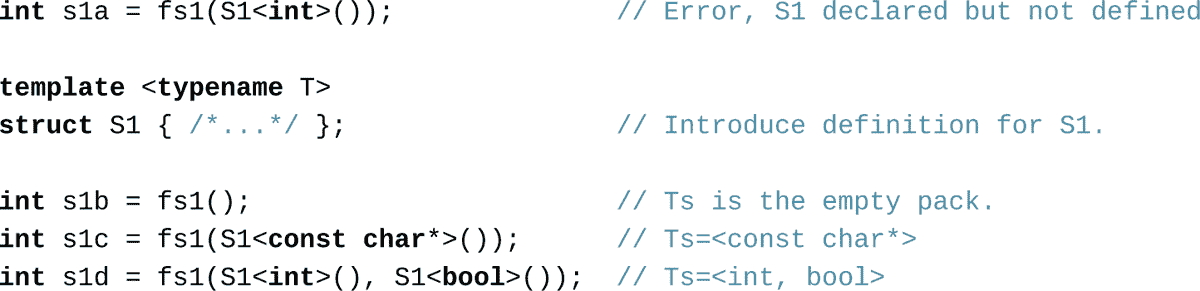 int s1a = fs1(S1<int>()); // Error, S1 declared but not defined
template <typename T>
struct S1 { /*...*/ }; // Introduce definition for S1.
int s1b = fs1(); // Ts is the empty pack.
int s1c = fs1(S1<const char*>()); // Ts=<const char*>
int s1d = fs1(S1<int>(), S1<bool>()); // Ts=<int, bool>